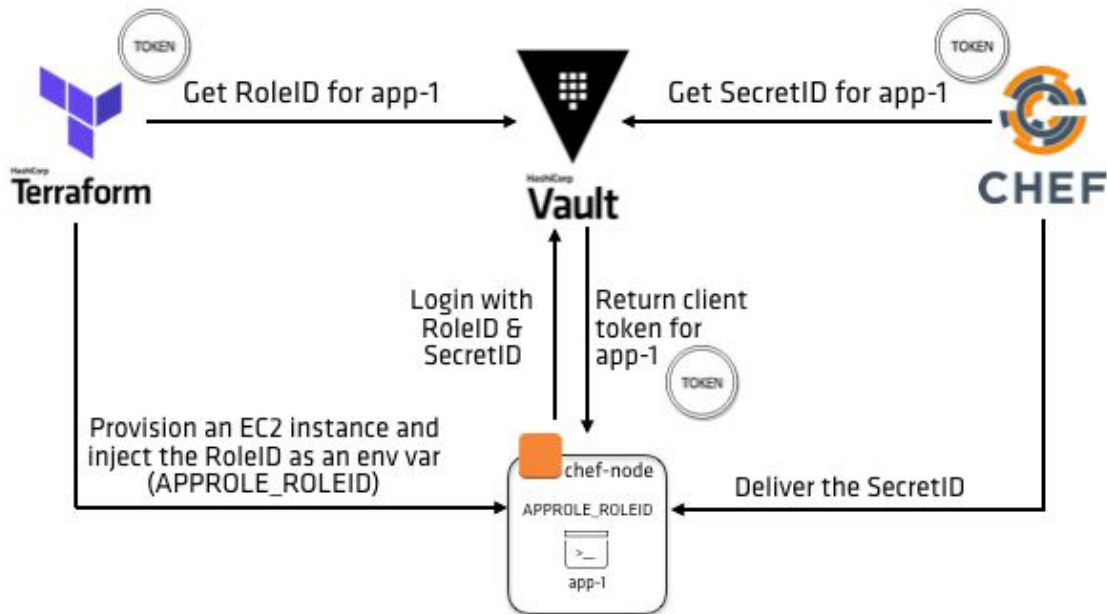 TOKEN
TOKEN
Get RoleID for app-1
Get SecretID for app-1
HashiCorp
Terraform
HashiCorp
Vault
CHEF
Login with
RoleID &
SecretID
Return client
token for
app-1
TOKEN
Provision an EC2 instance and
inject the RoleID as an env var
(APPROLE_ROLEID)
chef-node
APPROLE_ROLEID
>_
app-1
Deliver the SecretID